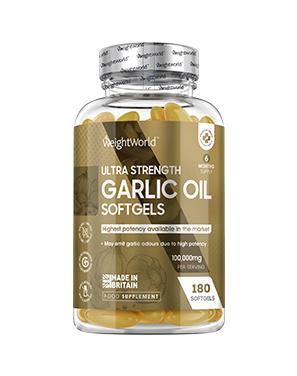 WeightWorld™
ULTRA STRENGTH
GARLIC OIL
SOFTGELS
Highest potency available in the market
• May emit garlic odours due to high potency
6
MONTHS
SUPPLY
100,000mg
PER SERVING
MADE IN
BRITAIN
FOOD SUPPLEMENT
180
SOFTGELS